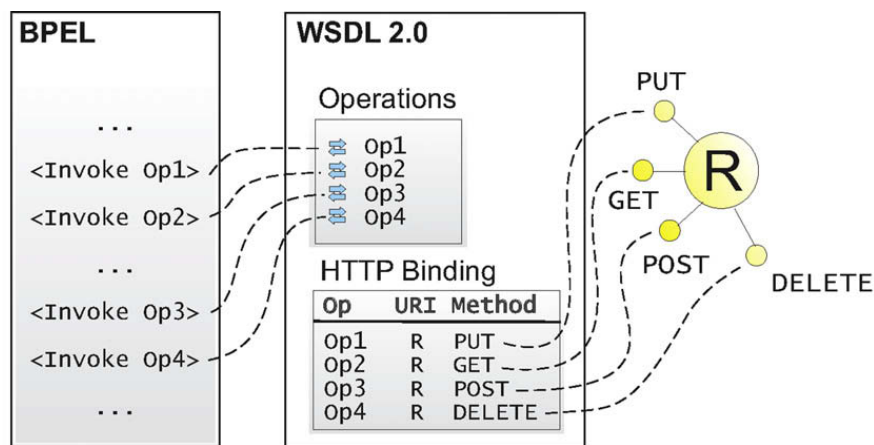 BPEL
...
<Invoke Op1>
<Invoke Op2>
...
<Invoke Op3>
<Invoke Op4>
...
WSDL 2.0
Operations
Op1
Op2
Op3
Op4
HTTP Binding
Op URI Method
Op1 R PUT
Op2 R GET
Op3 R POST
Op4 R DELETE
PUT
GET
POST
DELETE
R